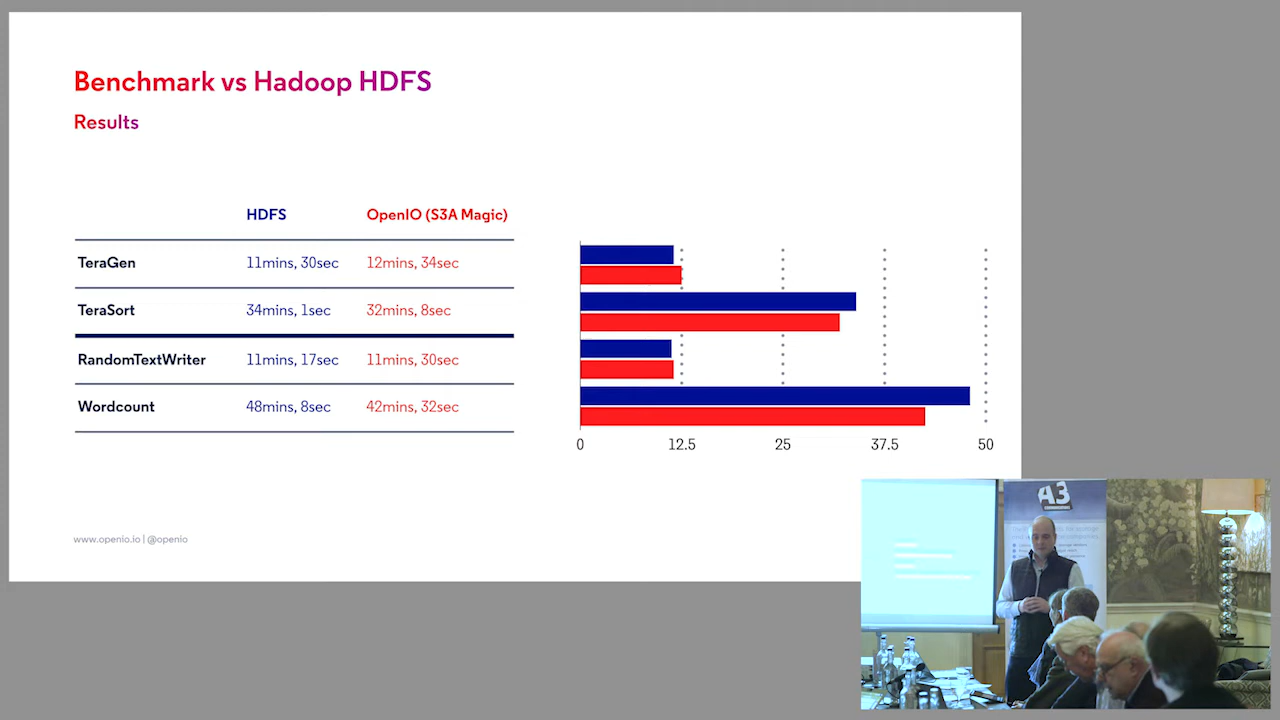 Benchmark vs Hadoop HDFS
Results
HDFS OpenIO (S3A Magic)
TeraGen 11mins, 30sec 12mins, 34sec
TeraSort 34mins, 1sec 32mins, 8sec
RandomTextWriter 11mins, 17sec 11mins, 30sec
Wordcount 48mins, 8sec 42mins, 32sec
0 12.5 25 37.5 50
www.openio.io | @openio
A3